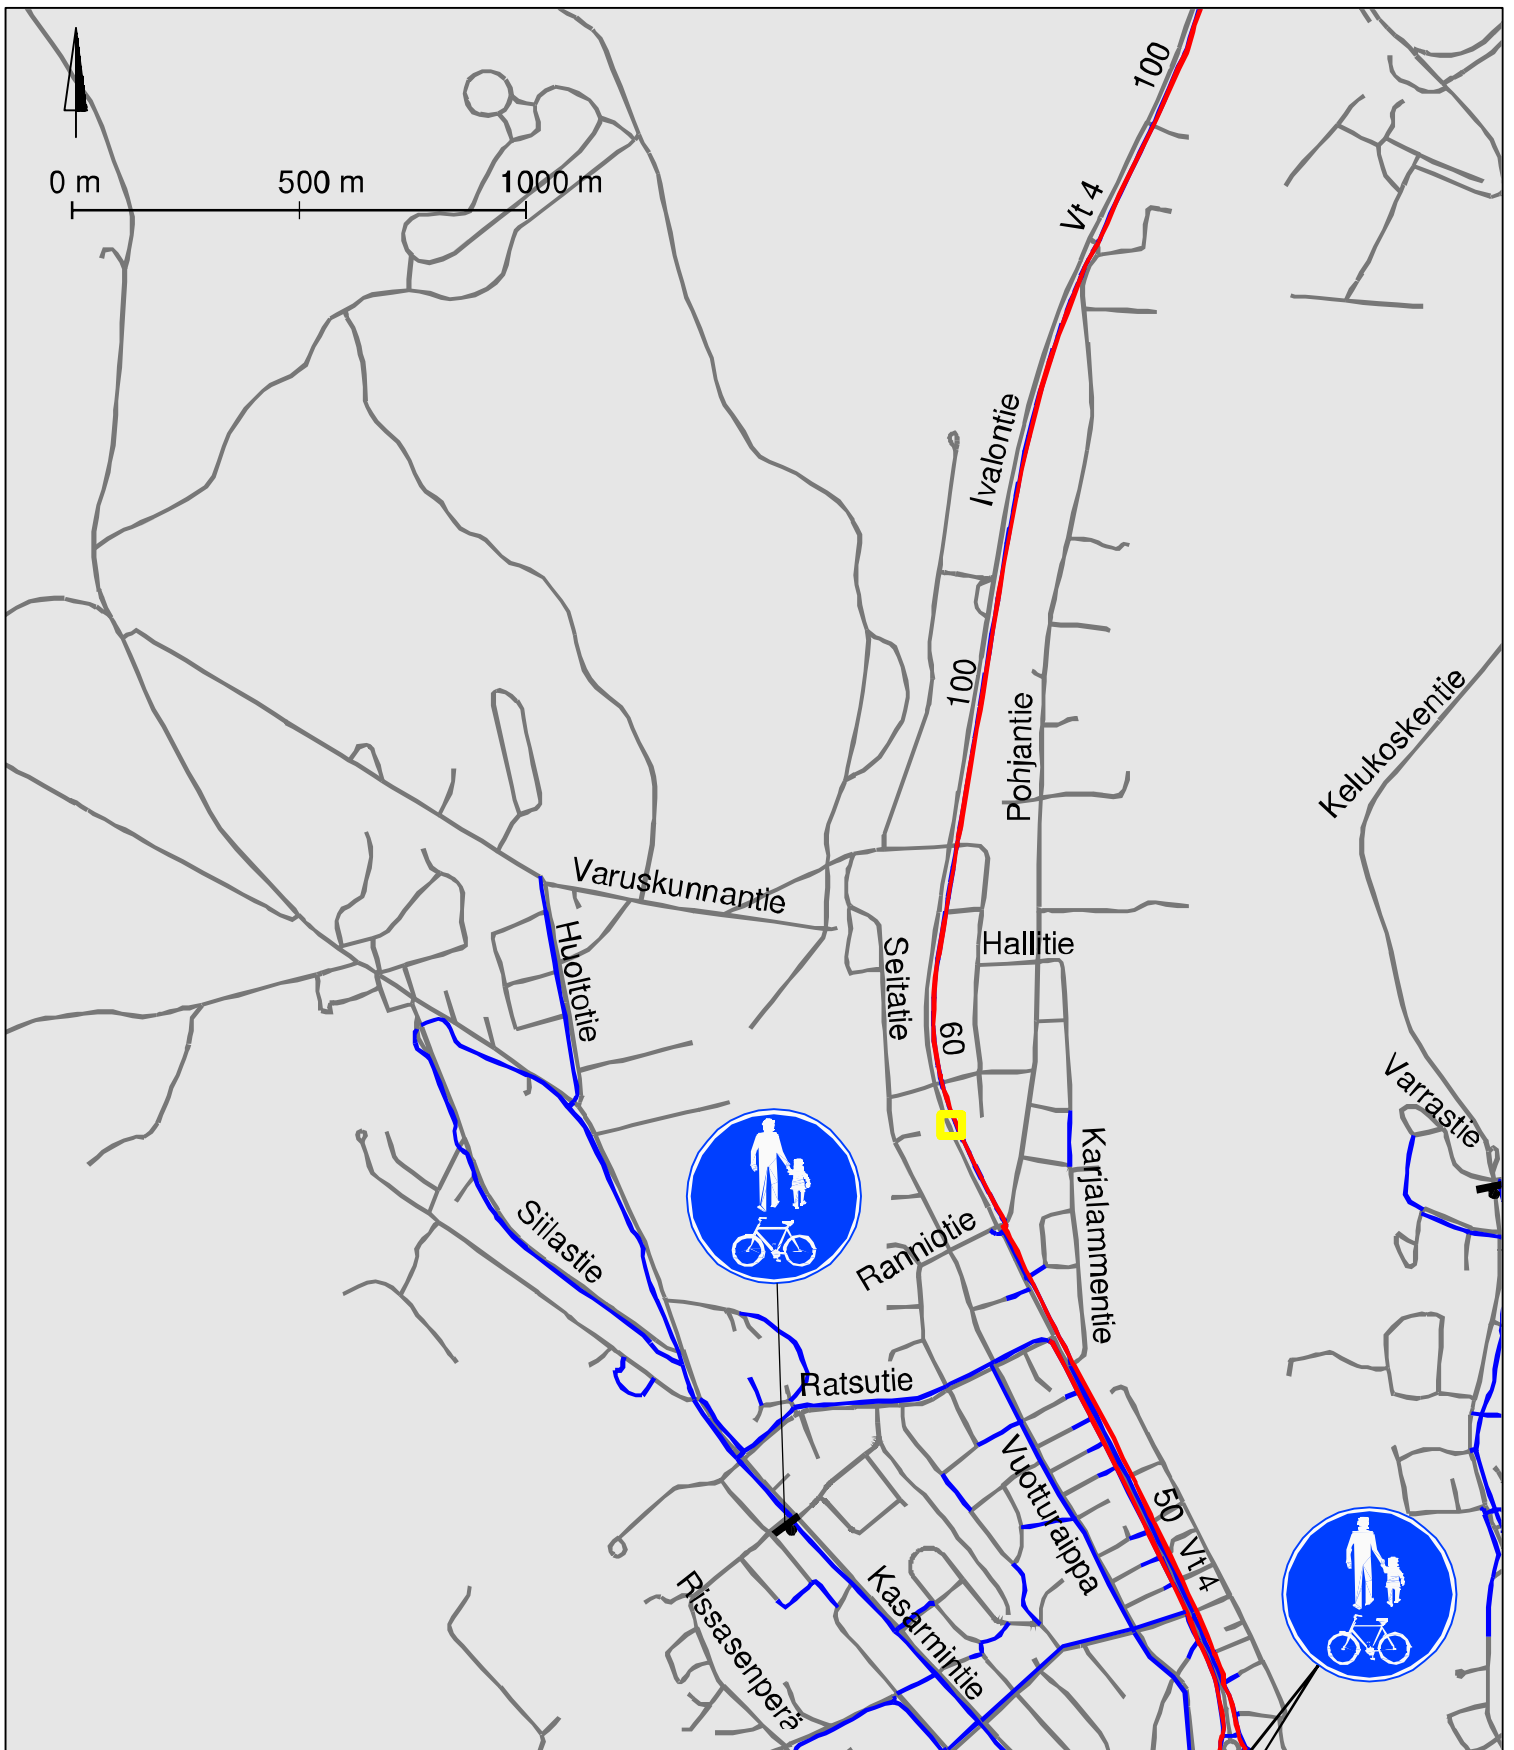 100
0 m 500 m 1000 m
Vt 4
Ivalontie
100
Pohjantie
Kelukoskentie
Varuskunnantie
Huoltotie
Seitatie
Hallitie
60
Varrastie
Karjalammentie
Siilastie
Ranniotie
Ratsutie
Vuotturaippa
50
Vt 4
Kasarmintie
Rissasenperä